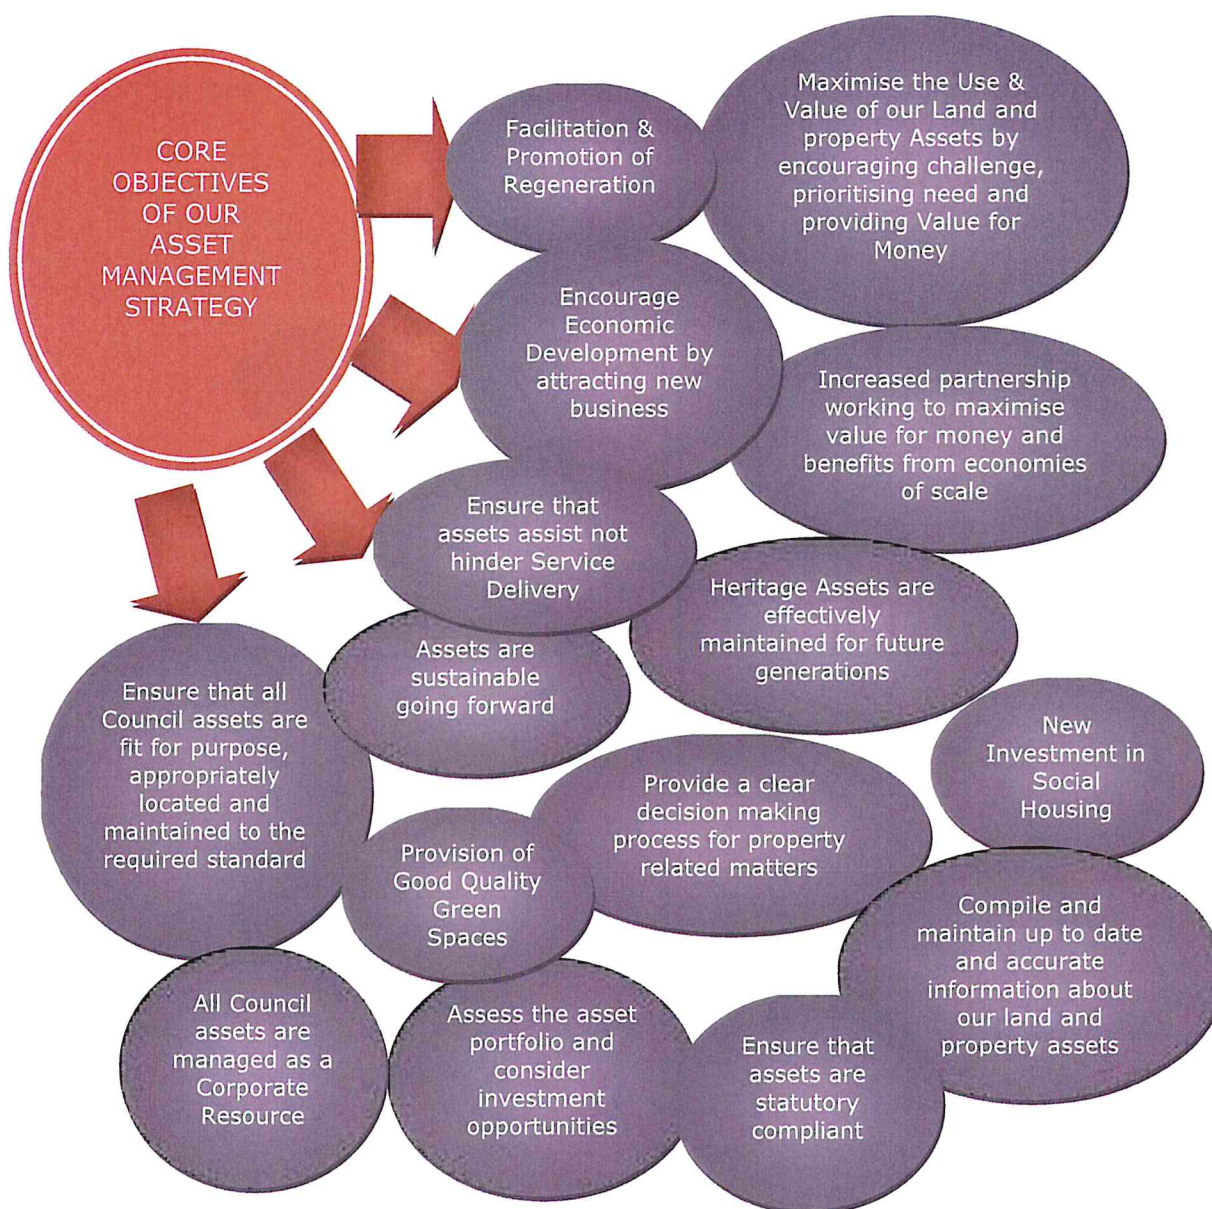 CORE
OBJECTIVES
OF OUR
ASSET
MANAGEMENT
STRATEGY
Facilitation &
Promotion of
Regeneration
Maximise the Use &
Value of our Land and
property Assets by
encouraging challenge,
prioritising need and
providing Value for
Money
Encourage
Economic
Development by
attracting new
business
Increased partnership
working to maximise
value for money and
benefits from economies
of scale
Ensure that
assets assist not
hinder Service
Delivery
Heritage Assets are
effectively
maintained for future
generations
Assets are
sustainable
going forward
Ensure that all
Council assets are
fit for purpose,
appropriately
located and
maintained to the
required standard
New
Investment in
Social
Housing
Provide a clear
decision making
process for property
related matters
Provision of
Good Quality
Green
Spaces
Compile and
maintain up to date
and accurate
information about
our land and
property assets
All Council
assets are
managed as a
Corporate
Resource
Assess the asset
portfolio and
consider
investment
opportunities
Ensure that
assets are
statutory
compliant